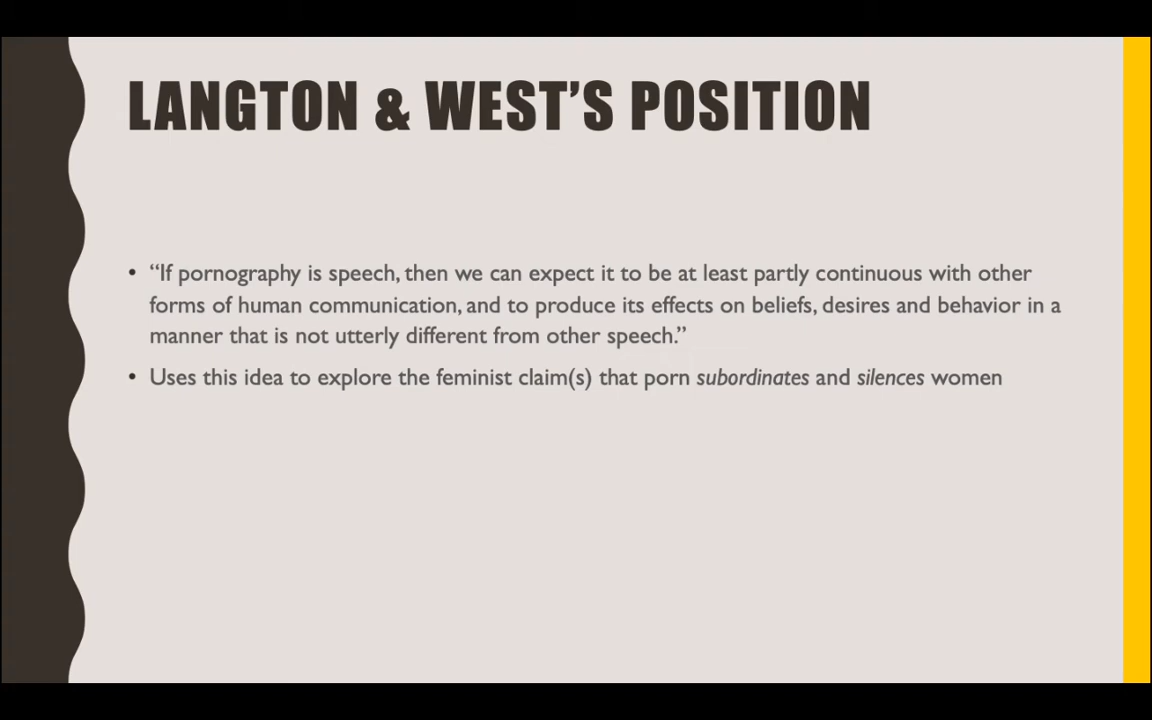 LANGTON & WEST’S POSITION
• “If pornography is speech, then we can expect it to be at least partly continuous with other
forms of human communication, and to produce its effects on beliefs, desires and behavior in a
manner that is not utterly different from other speech.”
• Uses this idea to explore the feminist claim(s) that porn subordinates and silences women